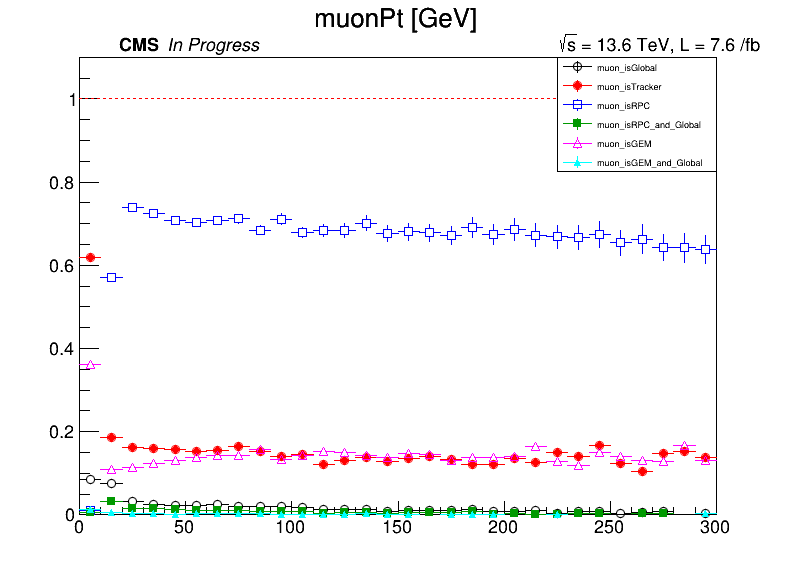 muonPt [GeV]
CMS In Progress
√s = 13.6 TeV, L = 7.6 /fb
muon_isGlobal
muon_isTracker
muon_isRPC
muon_isRPC_and_Global
muon_isGEM
muon_isGEM_and_Global
1
0.8
0.6
0.4
0.2
0
0 50 100 150 200 250 300